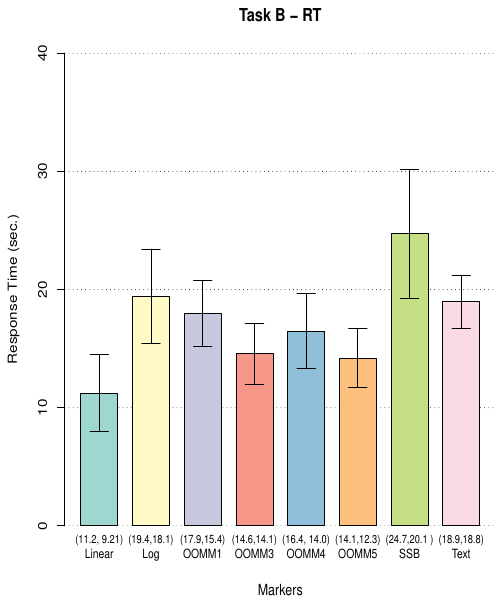 Task B – RT
Response Time (sec.)
40
30
20
10
0
(11.2, 9.21) (19.4,18.1) (17.9,15.4) (14.6,14.1) (16.4, 14.0) (14.1,12.3) (24.7,20.1 ) (18.9,18.8)
Linear Log OOMM1 OOMM3 OOMM4 OOMM5 SSB Text
Markers